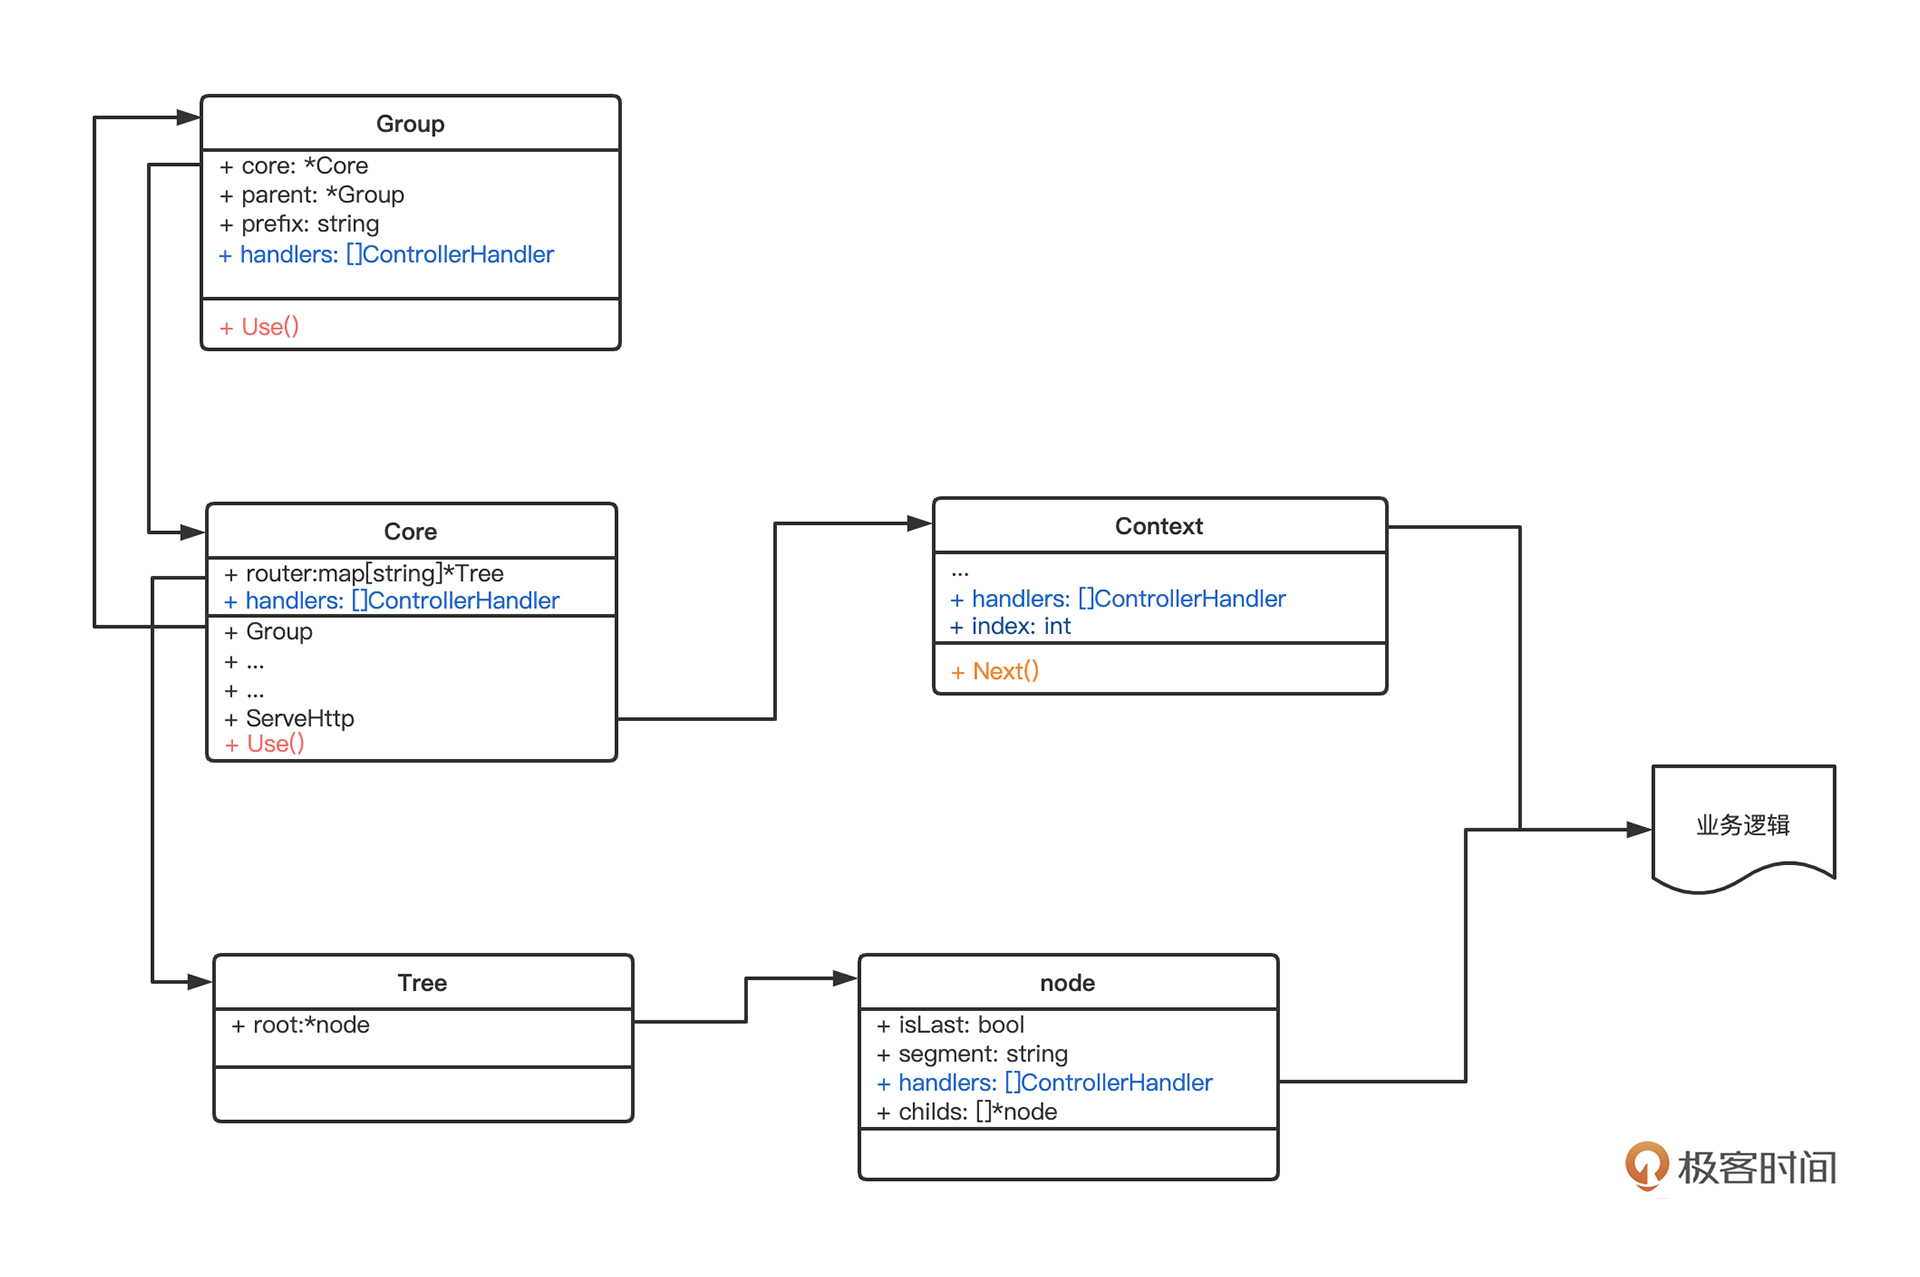 Group
+ core: *Core
+ parent: *Group
+ prefix: string
+ handlers: []ControllerHandler
+ Use()
Core
+ router:map[string]*Tree
+ handlers: []ControllerHandler
+ Group
+ ...
+ ...
+ ServeHttp
+ Use()
Context
...
+ handlers: []ControllerHandler
+ index: int
+ Next()
业务逻辑
Tree
+ root:*node
node
+ isLast: bool
+ segment: string
+ handlers: []ControllerHandler
+ childs: []*node
极客时间